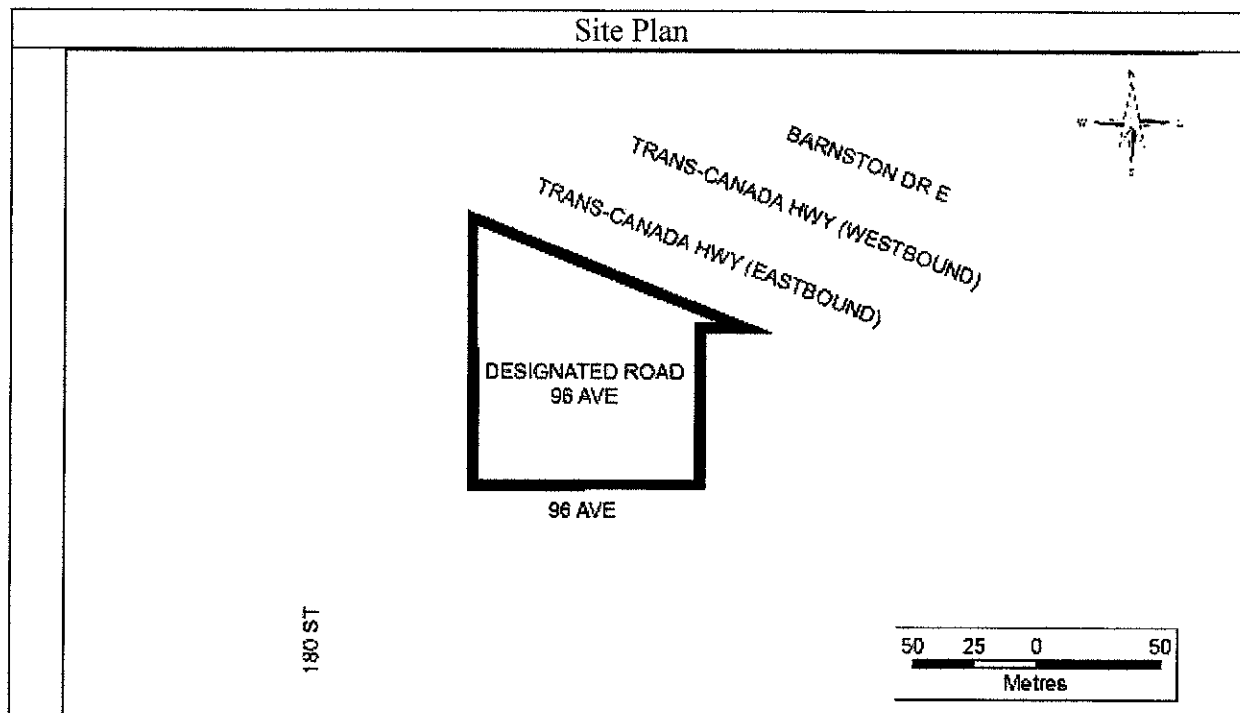 Site Plan
BARNSTON DR E
TRANS-CANADA HWY (WESTBOUND)
TRANS-CANADA HWY (EASTBOUND)
W
S
DESIGNATED ROAD
96 AVE
96 AVE
180 ST
50 25 0 50
Metres